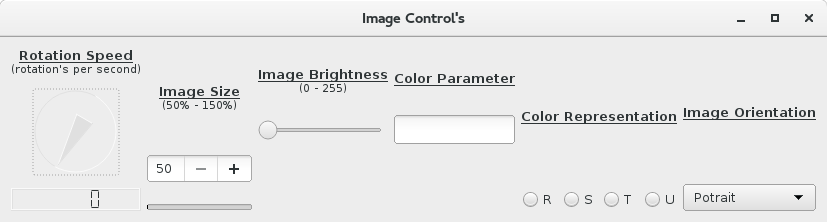 Image Control's
Rotation Speed
(rotation's per second)
0
Image Size
(50% - 150%)
50
Image Brightness
(0 - 255)
Color Parameter
Color Representation
R S T U
Image Orientation
Potrait